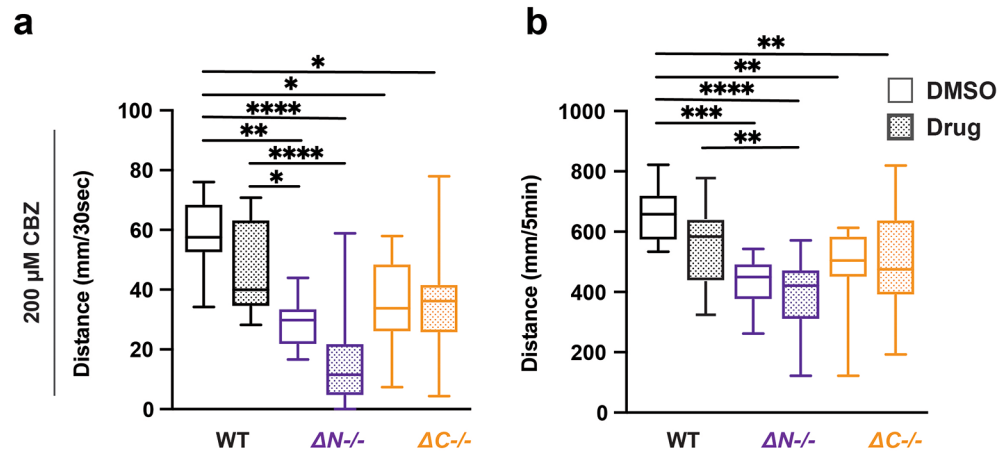 a
b
*
*
****
**
****
*
**
**
****
***
**
DMSO
Drug
200 µM CBZ
Distance (mm/30sec)
100
80
60
40
20
0
WT
ΔN-/-
ΔC-/-
Distance (mm/5min)
1000
800
600
400
200
0
WT
ΔN-/-
ΔC-/-